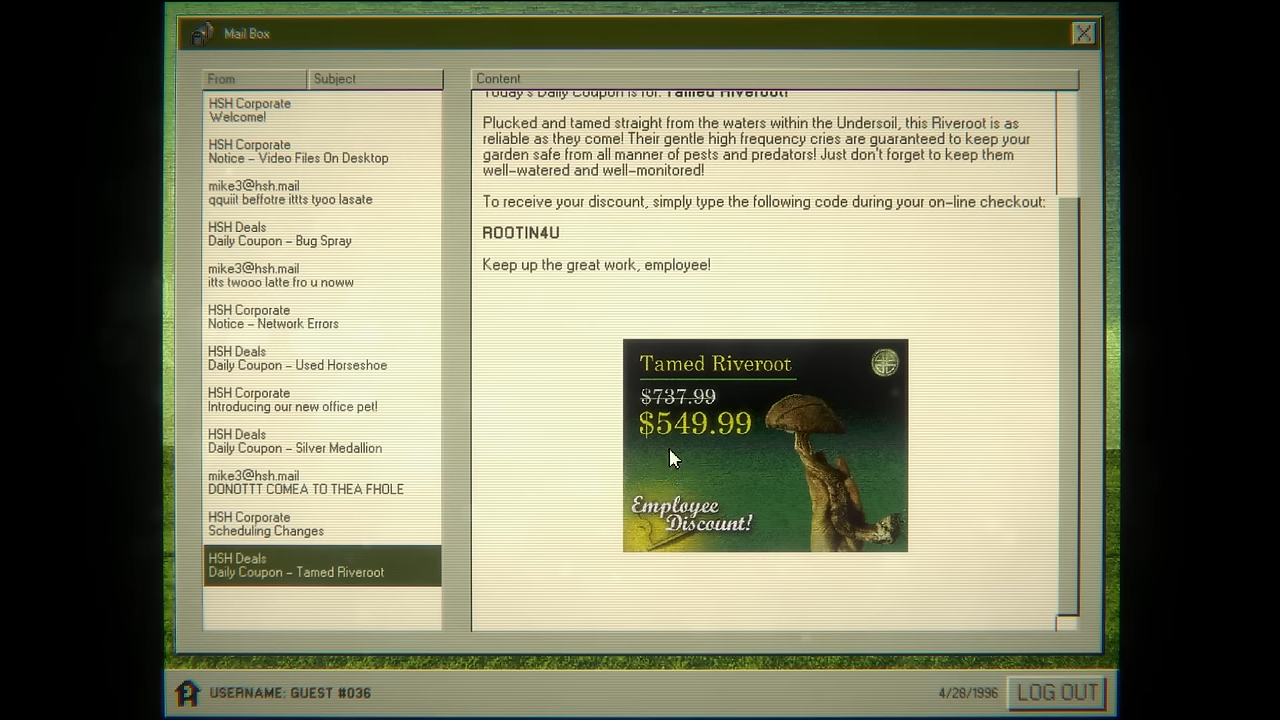 Mail Box
From
Subject
Content
HSH Corporate
Welcome!
HSH Corporate
Notice - Video Files On Desktop
mike3@hsh.mail
qquiit beffotre ittts tyoo lasate
HSH Deals
Daily Coupon - Bug Spray
mike3@hsh.mail
itts twooo latte fro u noww
HSH Corporate
Notice - Network Errors
HSH Deals
Daily Coupon - Used Horseshoe
HSH Corporate
Introducing our new office pet!
HSH Deals
Daily Coupon - Silver Medallion
mike3@hsh.mail
DONOTTT COMEA TO THEA FHOLE
HSH Corporate
Scheduling Changes
HSH Deals
Daily Coupon - Tamed Riveroot
Today's Daily Coupon is for: Tamed Riveroot!
Plucked and tamed straight from the waters within the Undersoil, this Riveroot is as
reliable as they come! Their gentle high frequency cries are guaranteed to keep your
garden safe from all manner of pests and predators! Just don't forget to keep them
well-watered and well-monitored!
To receive your discount, simply type the following code during your on-line checkout:
ROOTIN4U
Keep up the great work, employee!
Tamed Riveroot
$737.99
$549.99
Employee
Discount!
USERNAME: GUEST #036
4/28/1996
LOG OUT